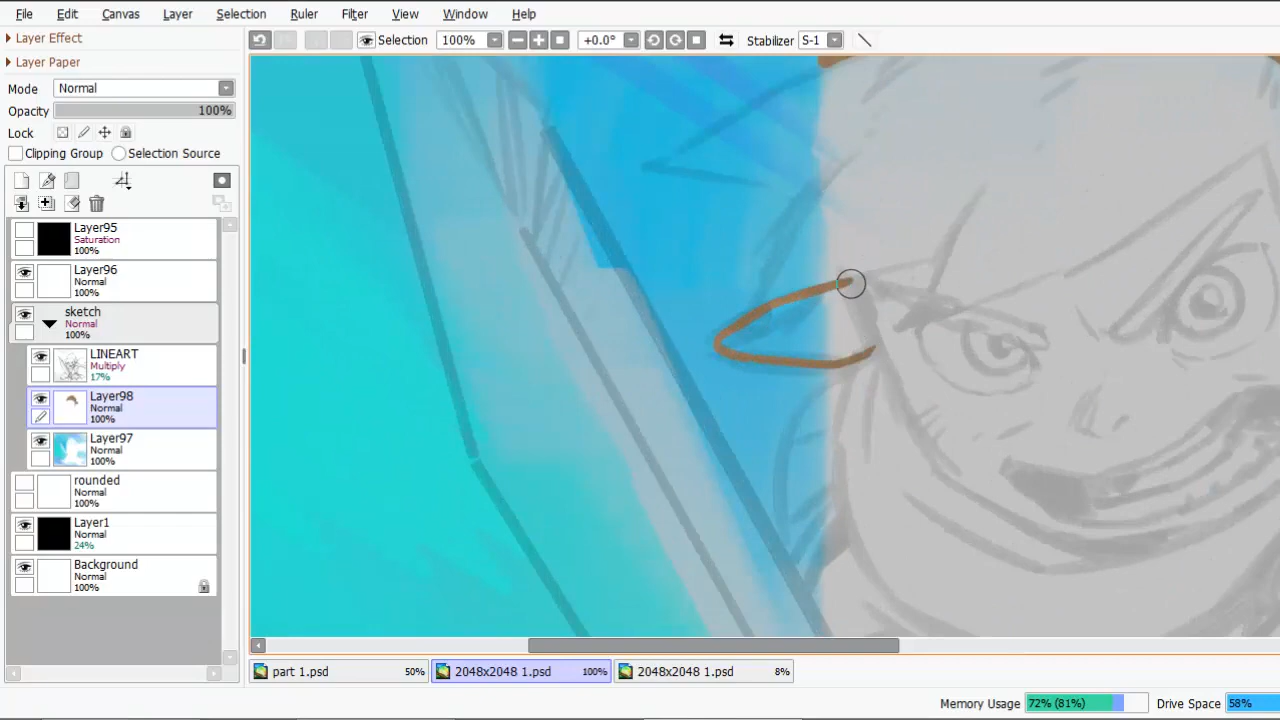 File Edit Canvas Layer Selection Ruler Filter View Window Help
Layer Effect
Selection 100% +0.0° Stabilizer S-1
Layer Paper
Mode Normal
Opacity 100%
Lock
Clipping Group Selection Source
Layer95
Saturation
100%
Layer96
Normal
100%
sketch
Normal
100%
LINEART
Multiply
17%
Layer98
Normal
100%
Layer97
Normal
100%
rounded
Normal
100%
Layer1
Normal
24%
Background
Normal
100%
part 1.psd 50% 2048x2048 1.psd 100% 2048x2048 1.psd 8%
Memory Usage 72% (81%) Drive Space 58%